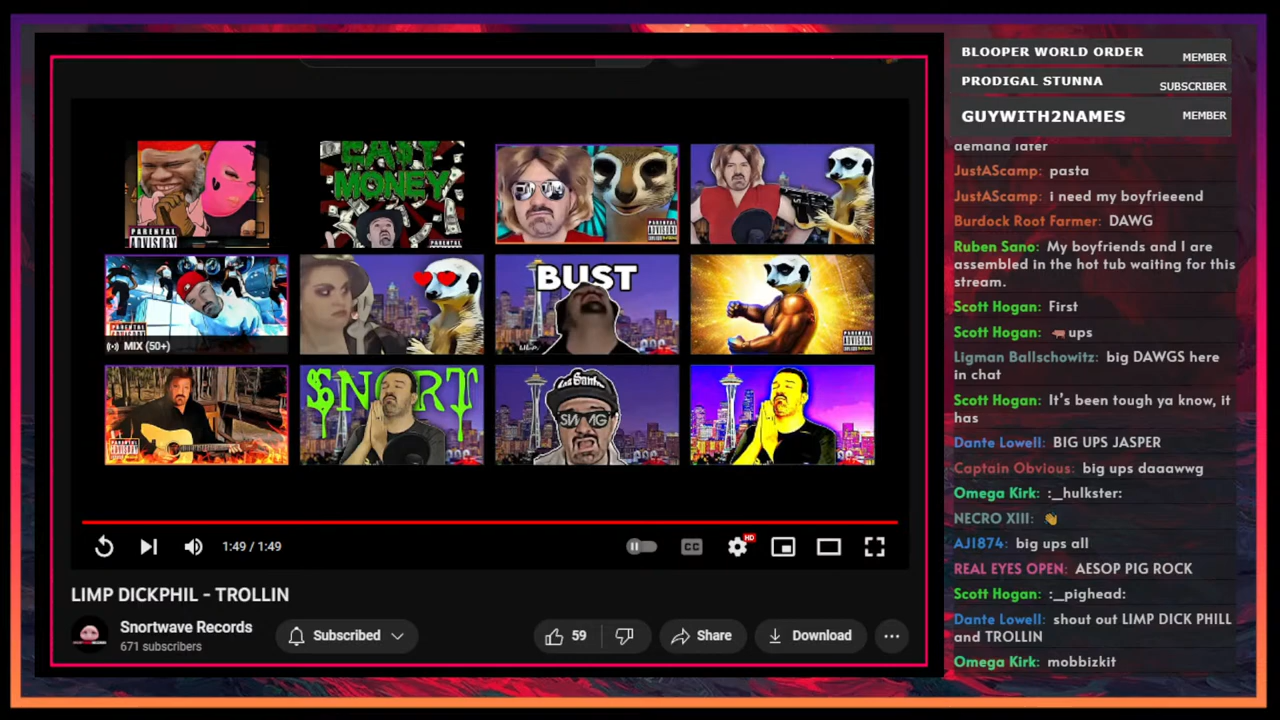 BLOOPER WORLD ORDER
MEMBER
PRODIGAL STUNNA
SUBSCRIBER
GUYWITH2NAMES
MEMBER
JustAScamp: pasta
JustAScamp: i need my boyfrieeend
Burdock Root Farmer: DAWG
Ruben Sano: My boyfriends and I are
assembled in the hot tub waiting for this
stream.
Scott Hogan: First
Scott Hogan: 🐖 ups
Ligman Ballschowitz: big DAWGS here
in chat
Scott Hogan: It's been tough ya know, it
has
Dante Lowell: BIG UPS JASPER
Captain Obvious: big ups daaawwg
Omega Kirk: :_hulkster:
NECRO XIII: 👏
AJ1874: big ups all
REAL EYES OPEN: AESOP PIG ROCK
Scott Hogan: :_pighead:
Dante Lowell: shout out LIMP DICK PHILL
and TROLLIN
Omega Kirk: mobbizkit
PARENTAL
ADVISORY
EA$Y
MONEY
PARENTAL
BUST
MIX (50+)
$NORT
SWAG
1:49 / 1:49
CC
HD
LIMP DICKPHIL - TROLLIN
Snortwave Records
671 subscribers
Subscribed
59
Share
Download